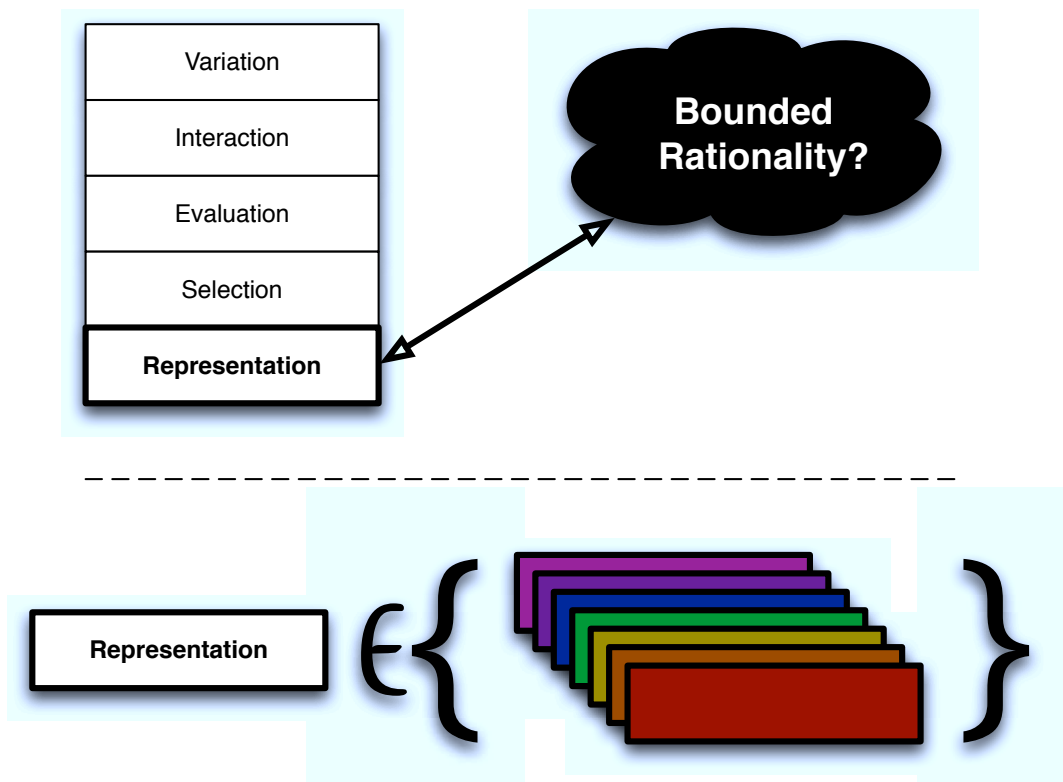 Variation
Interaction
Evaluation
Selection
Representation
Bounded
Rationality?
Representation
∈ { }